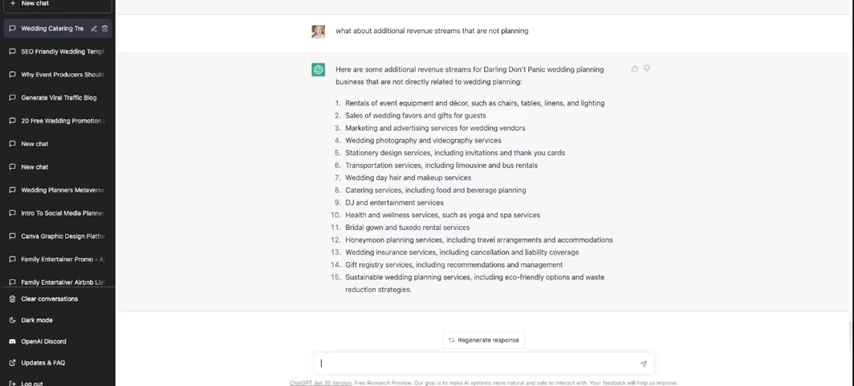 New chat
Wedding Catering Tre
SEO Friendly Wedding Templ
Why Event Producers Should
Generate Viral Traffic Blog
20 Free Wedding Promotion I
New chat
New chat
Wedding Planners Metaverse
Intro To Social Media Planne
Canva Graphic Design Platfor
Family Entertainer Promo - A
Family Entertainer Airbnb List
Clear conversations
Dark mode
OpenAI Discord
Updates & FAQ
Log out
what about additional revenue streams that are not planning
Here are some additional revenue streams for Darling Don't Panic wedding planning
business that are not directly related to wedding planning:
1. Rentals of event equipment and décor, such as chairs, tables, linens, and lighting
2. Sales of wedding favors and gifts for guests
3. Marketing and advertising services for wedding vendors
4. Wedding photography and videography services
5. Stationery design services, including invitations and thank you cards
6. Transportation services, including limousine and bus rentals
7. Wedding day hair and makeup services
8. Catering services, including food and beverage planning
9. DJ and entertainment services
10. Health and wellness services, such as yoga and spa services
11. Bridal gown and tuxedo rental services
12. Honeymoon planning services, including travel arrangements and accommodations
13. Wedding insurance services, including cancellation and liability coverage
14. Gift registry services, including recommendations and management
15. Sustainable wedding planning services, including eco-friendly options and waste
reduction strategies.
Regenerate response
ChatGPT Jan 30 Version. Free Research Preview. Our goal is to make AI systems more natural and safe to interact with. Your feedback will help us improve.